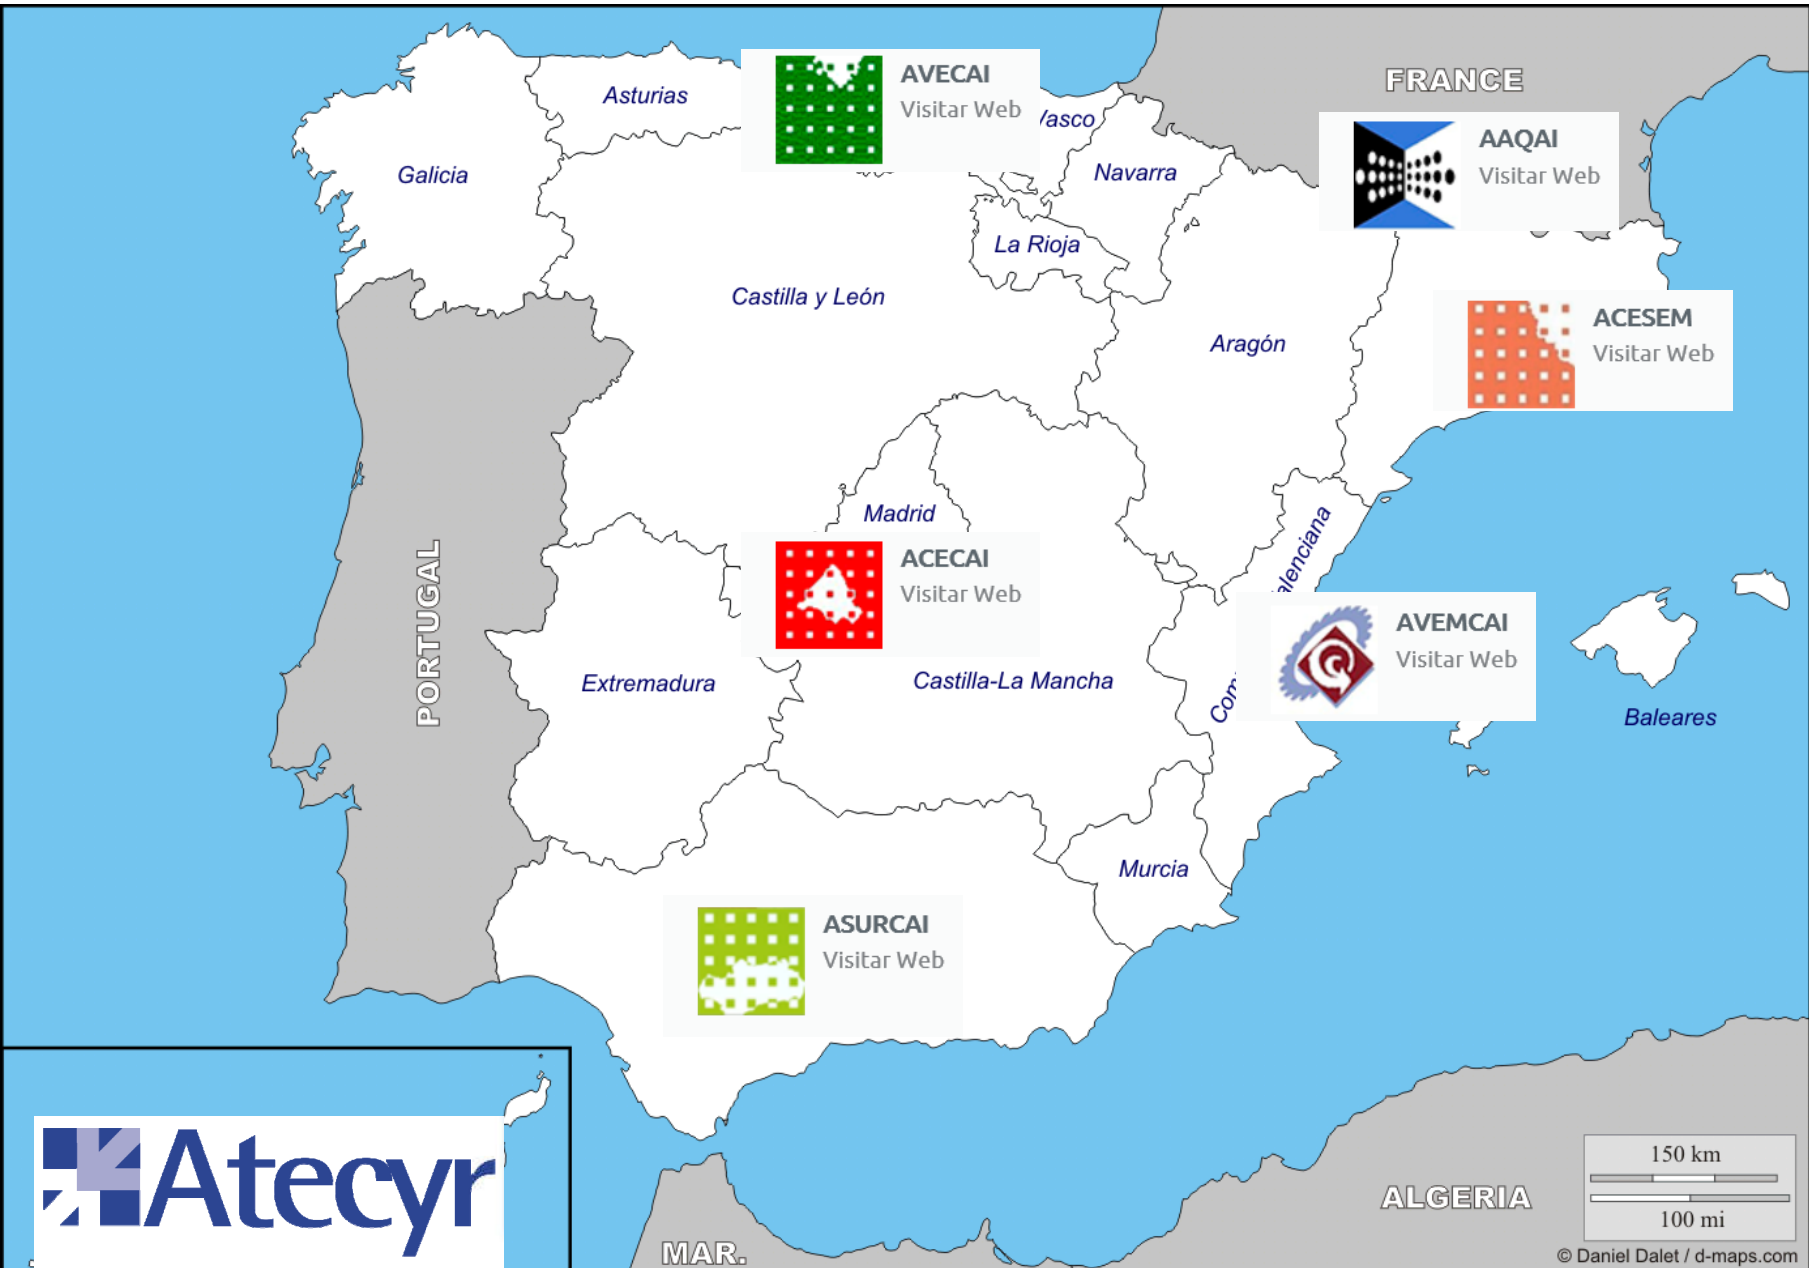 FRANCE
AVECAI
Visitar Web
Asturias
Vasco
AAQAI
Visitar Web
Galicia
Navarra
La Rioja
Castilla y León
ACESEM
Visitar Web
Aragón
Madrid
alenciana
ACECAI
Visitar Web
PORTUGAL
AVEMCAI
Visitar Web
Extremadura
Castilla-La Mancha
Com
Baleares
Murcia
ASURCAI
Visitar Web
Atecyr
150 km
100 mi
ALGERIA
MAR.
© Daniel Dalet / d-maps.com